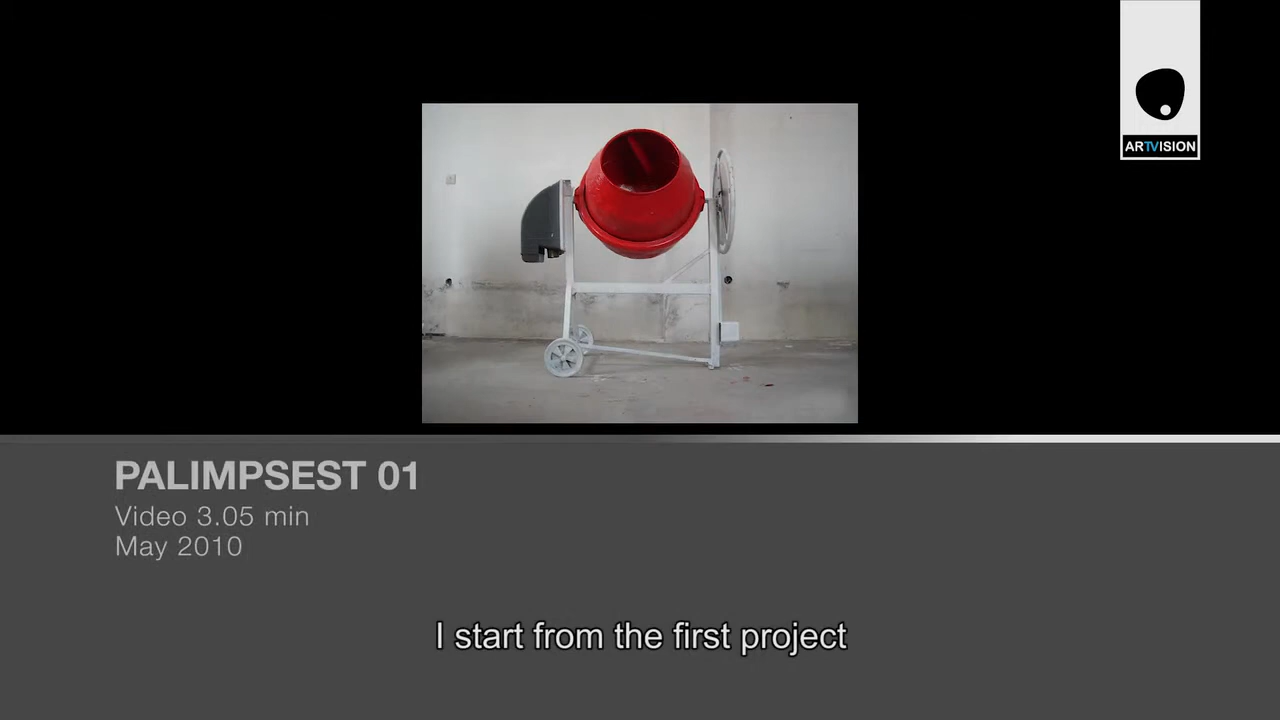 ARTVISION
PALIMPSEST 01
Video 3.05 min
May 2010
I start from the first project